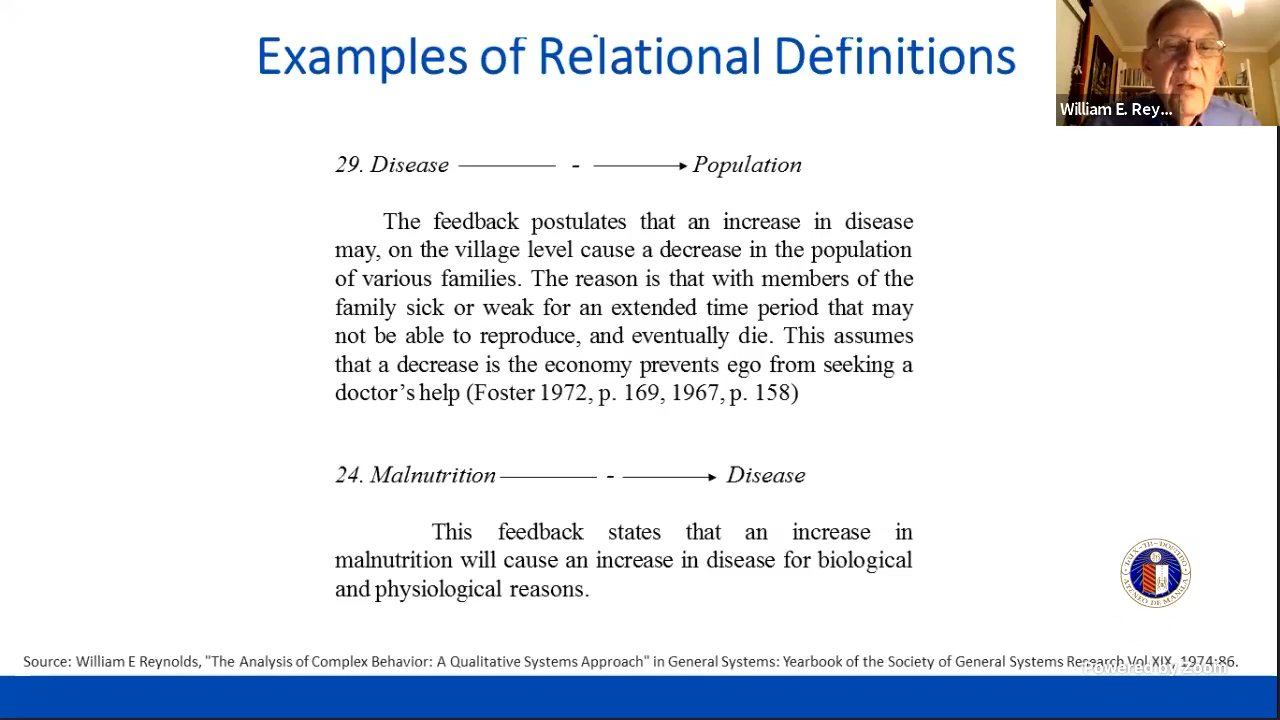 Examples of Relational Definitions
William E. Rey...
29. Disease - Population
The feedback postulates that an increase in disease
may, on the village level cause a decrease in the population
of various families. The reason is that with members of the
family sick or weak for an extended time period that may
not be able to reproduce, and eventually die. This assumes
that a decrease is the economy prevents ego from seeking a
doctor's help (Foster 1972, p. 169, 1967, p. 158)
24. Malnutrition - Disease
This feedback states that an increase in
malnutrition will cause an increase in disease for biological
and physiological reasons.
ATENEO DE MANILA
Source: William E Reynolds, "The Analysis of Complex Behavior: A Qualitative Systems Approach" in General Systems: Yearbook of the Society of General Systems Research Vol XIX, 1974:86.
Powered by Zoom